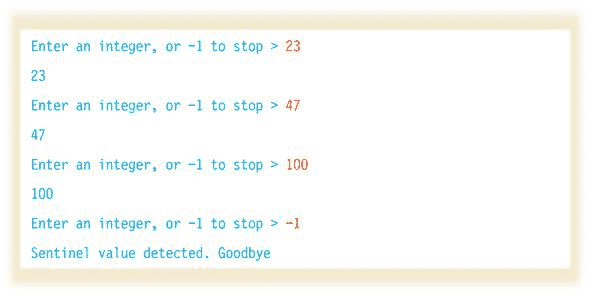 Enter an integer, or -1 to stop > 23
23
Enter an integer, or -1 to stop > 47
47
Enter an integer, or -1 to stop > 100
100
Enter an integer, or -1 to stop > -1
Sentinel value detected. Goodbye